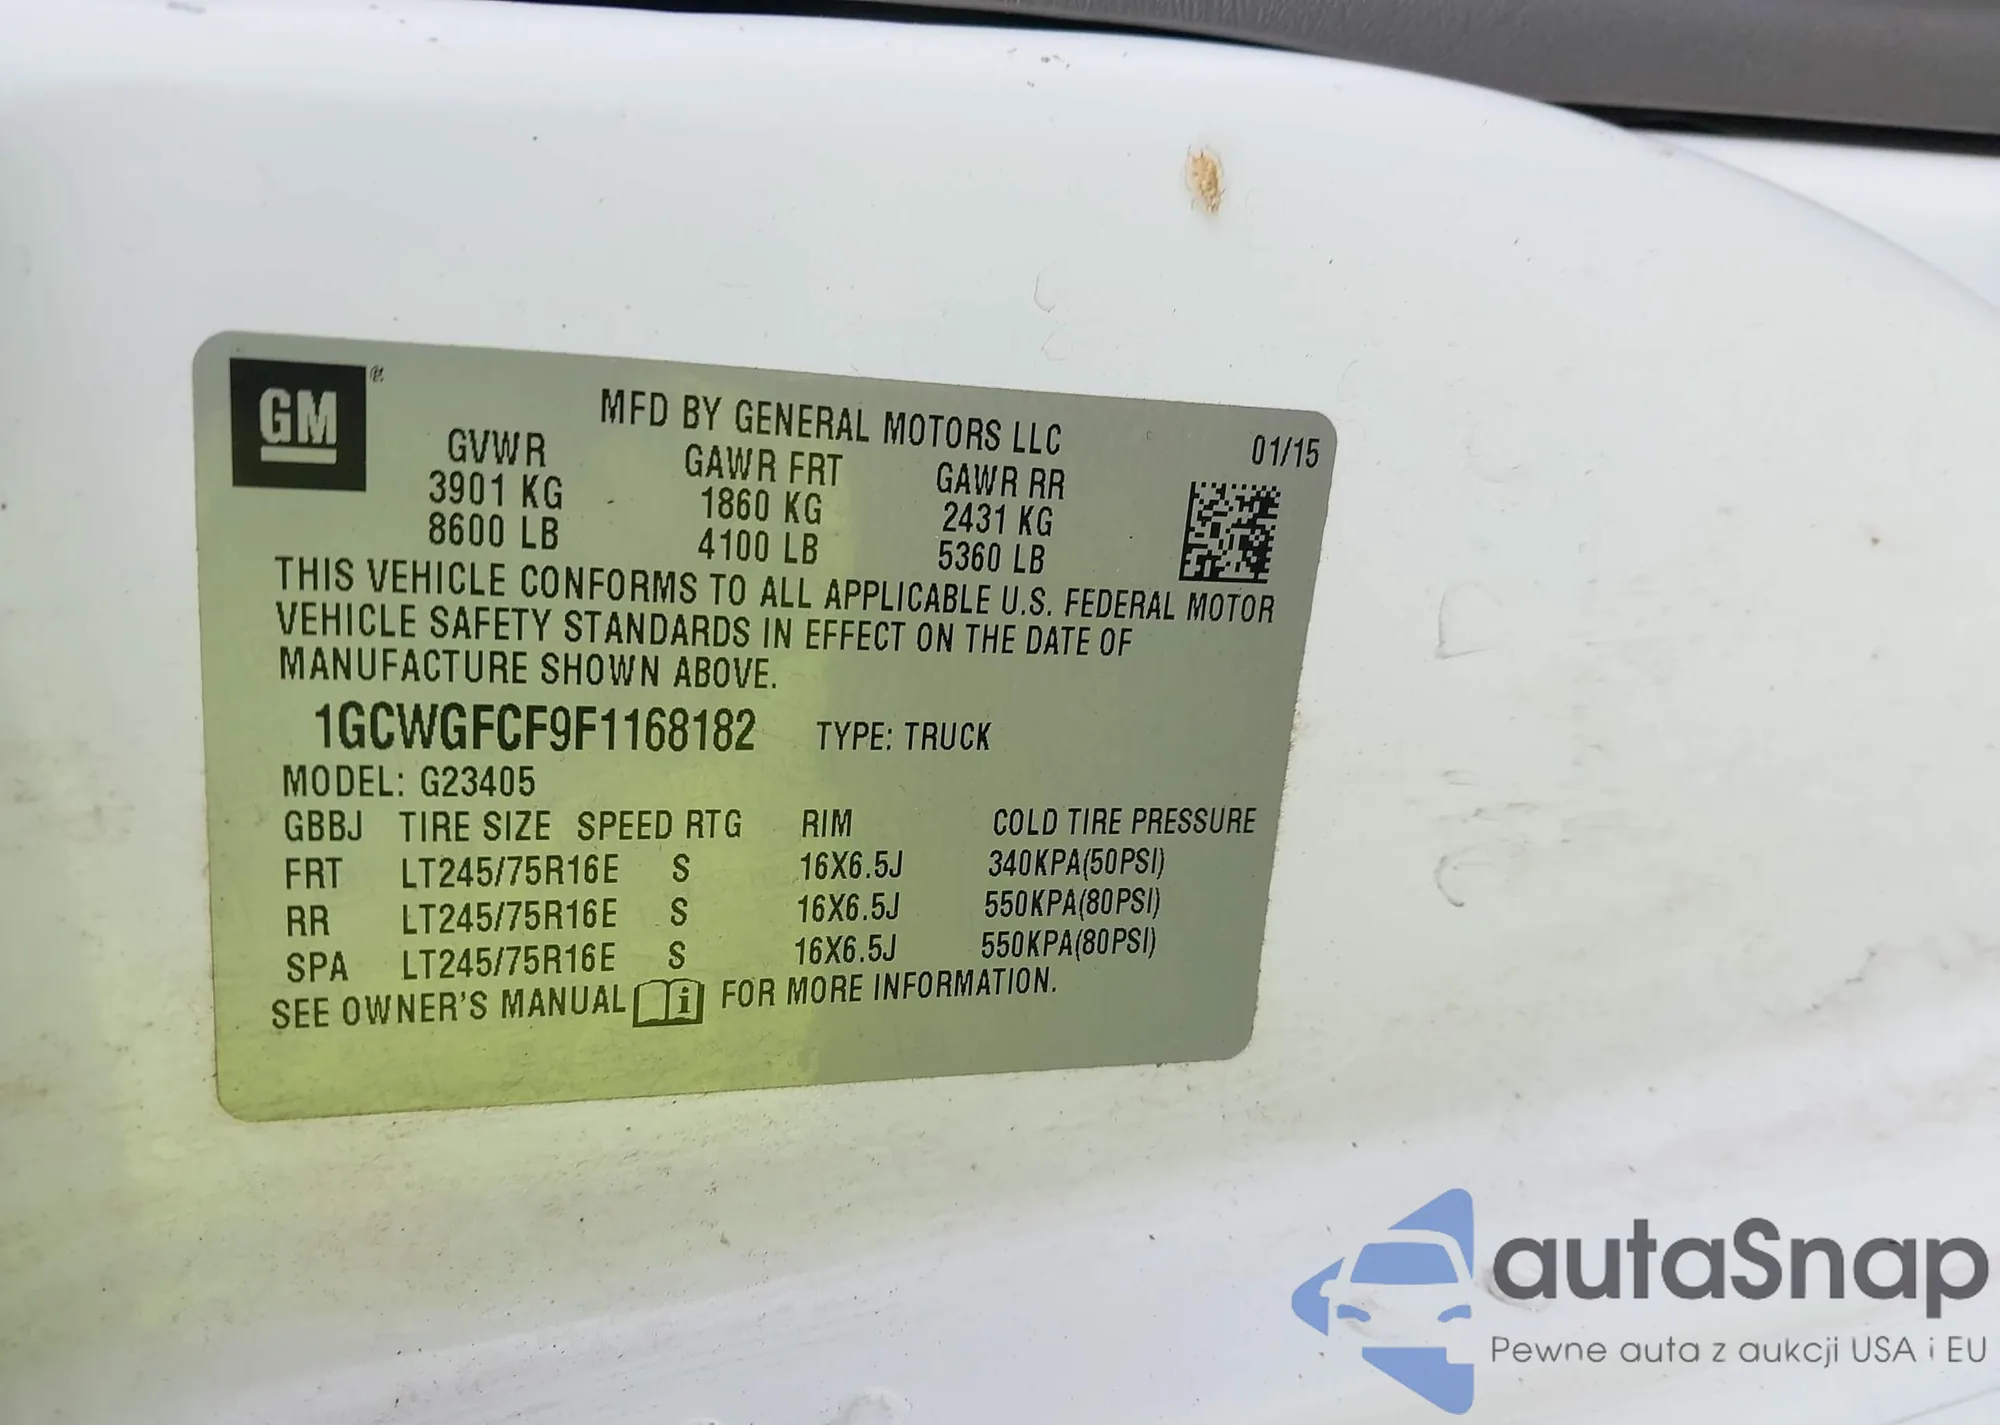 GM®
MFD BY GENERAL MOTORS LLC 01/15
GVWR GAWR FRT GAWR RR
3901 KG 1860 KG 2431 KG
8600 LB 4100 LB 5360 LB
THIS VEHICLE CONFORMS TO ALL APPLICABLE U.S. FEDERAL MOTOR
VEHICLE SAFETY STANDARDS IN EFFECT ON THE DATE OF
MANUFACTURE SHOWN ABOVE.
1GCWGFCF9F1168182 TYPE: TRUCK
MODEL: G23405
GBBJ TIRE SIZE SPEED RTG RIM COLD TIRE PRESSURE
FRT LT245/75R16E S 16X6.5J 340KPA(50PSI)
RR LT245/75R16E S 16X6.5J 550KPA(80PSI)
SPA LT245/75R16E S 16X6.5J 550KPA(80PSI)
SEE OWNER'S MANUAL i FOR MORE INFORMATION.
autaSnap
Pewne auta z aukcji USA i EU